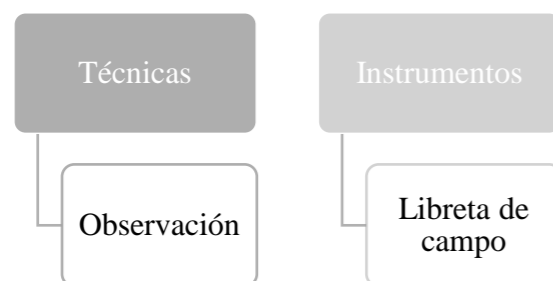 Técnicas
Instrumentos
Observación
Libreta de
campo